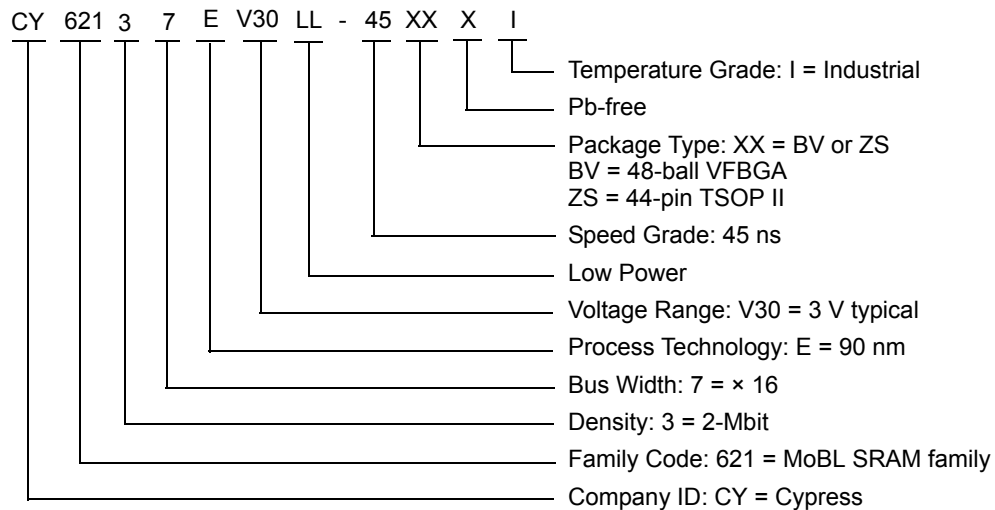 CY 621 3 7 E V30 LL - 45 XX X I
Temperature Grade: I = Industrial
Pb-free
Package Type: XX = BV or ZS
BV = 48-ball VFBGA
ZS = 44-pin TSOP II
Speed Grade: 45 ns
Low Power
Voltage Range: V30 = 3 V typical
Process Technology: E = 90 nm
Bus Width: 7 = × 16
Density: 3 = 2-Mbit
Family Code: 621 = MoBL SRAM family
Company ID: CY = Cypress